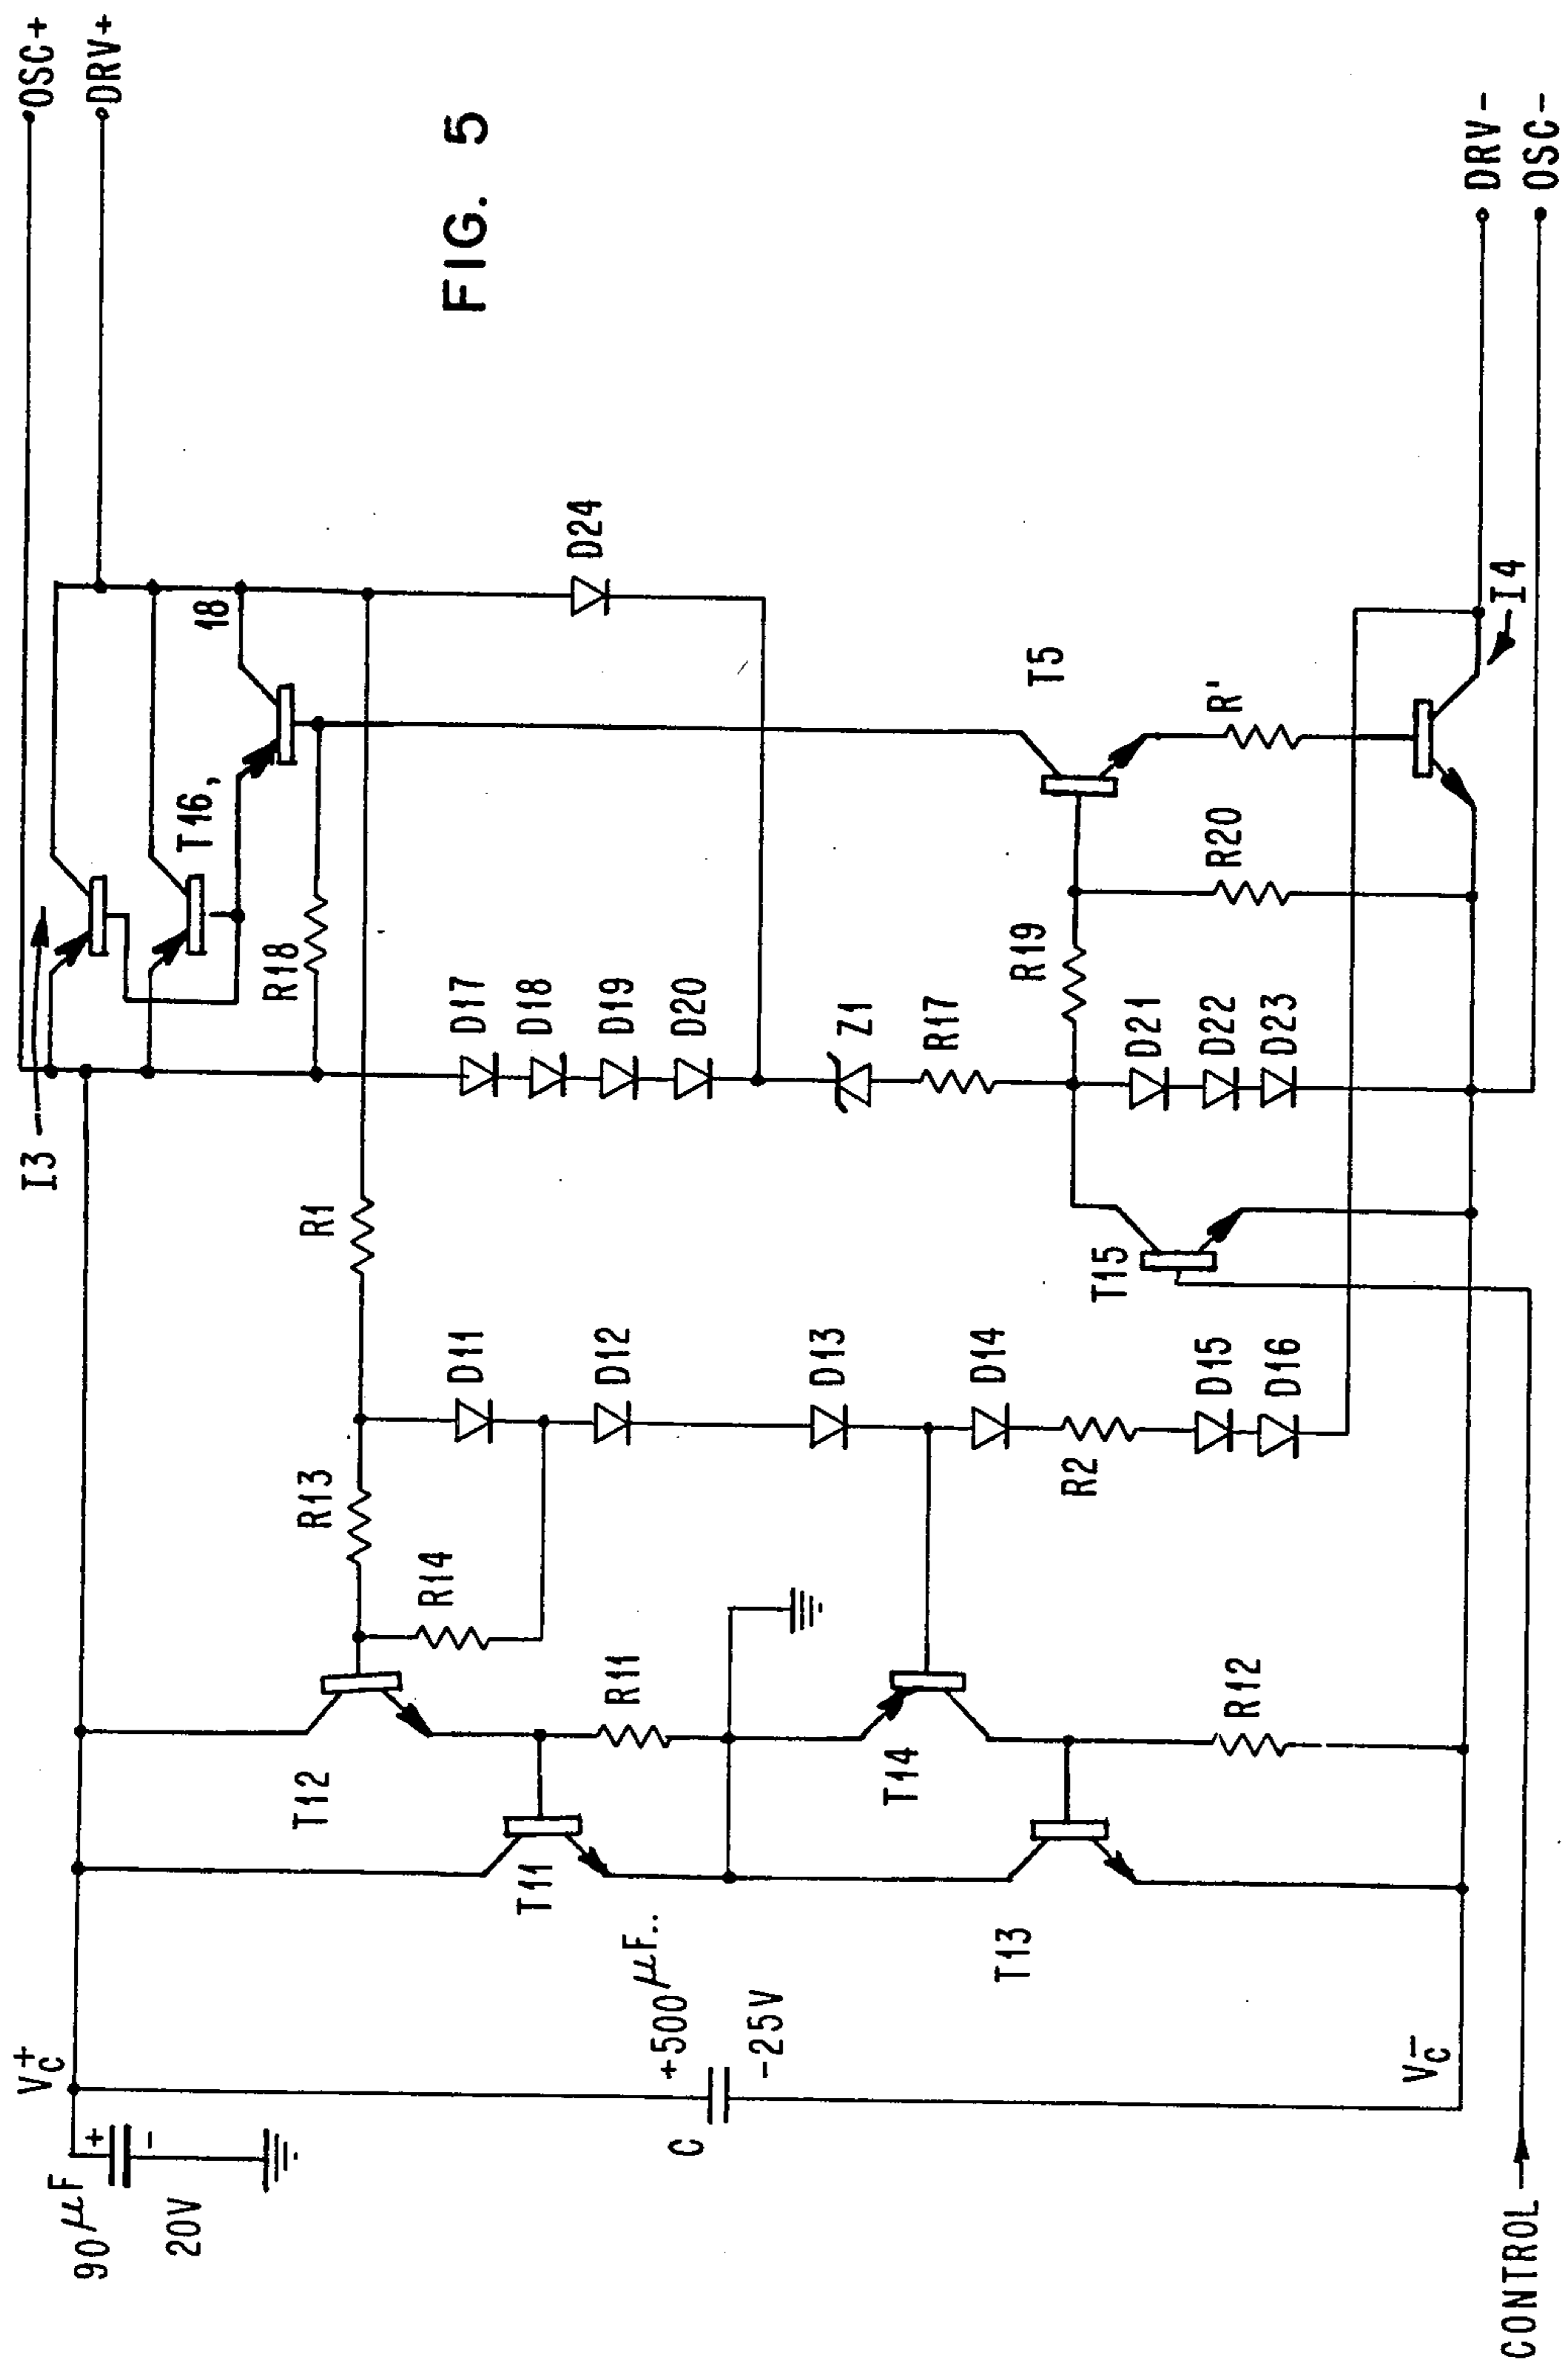 OSC+
DRV+
FIG. 5
18
T16,
I3
R18
D24
D17
D18
D19
D20
Z1
R17
R19
T5
R'
R20
D21
D22
D23
DRV-
OSC-
I4
R1
T15
D11
D12
D13
D14
R2
D15
D16
R13
R14
R11
T12
T11
T14
R12
T13
Vc+
+500μF..
-25V
C
Vc-
90μF
+
-
20V
CONTROL